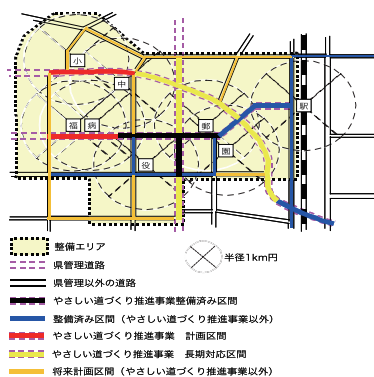 小
中
駅
福 病
郵
園
役
整備エリア
半径1km円
県管理道路
県管理以外の道路
やさしい道づくり推進事業整備済み区間
整備済み区間（やさしい道づくり推進事業以外）
やさしい道づくり推進事業　計画区間
やさしい道づくり推進事業　長期対応区間
将来計画区間（やさしい道づくり推進事業以外）